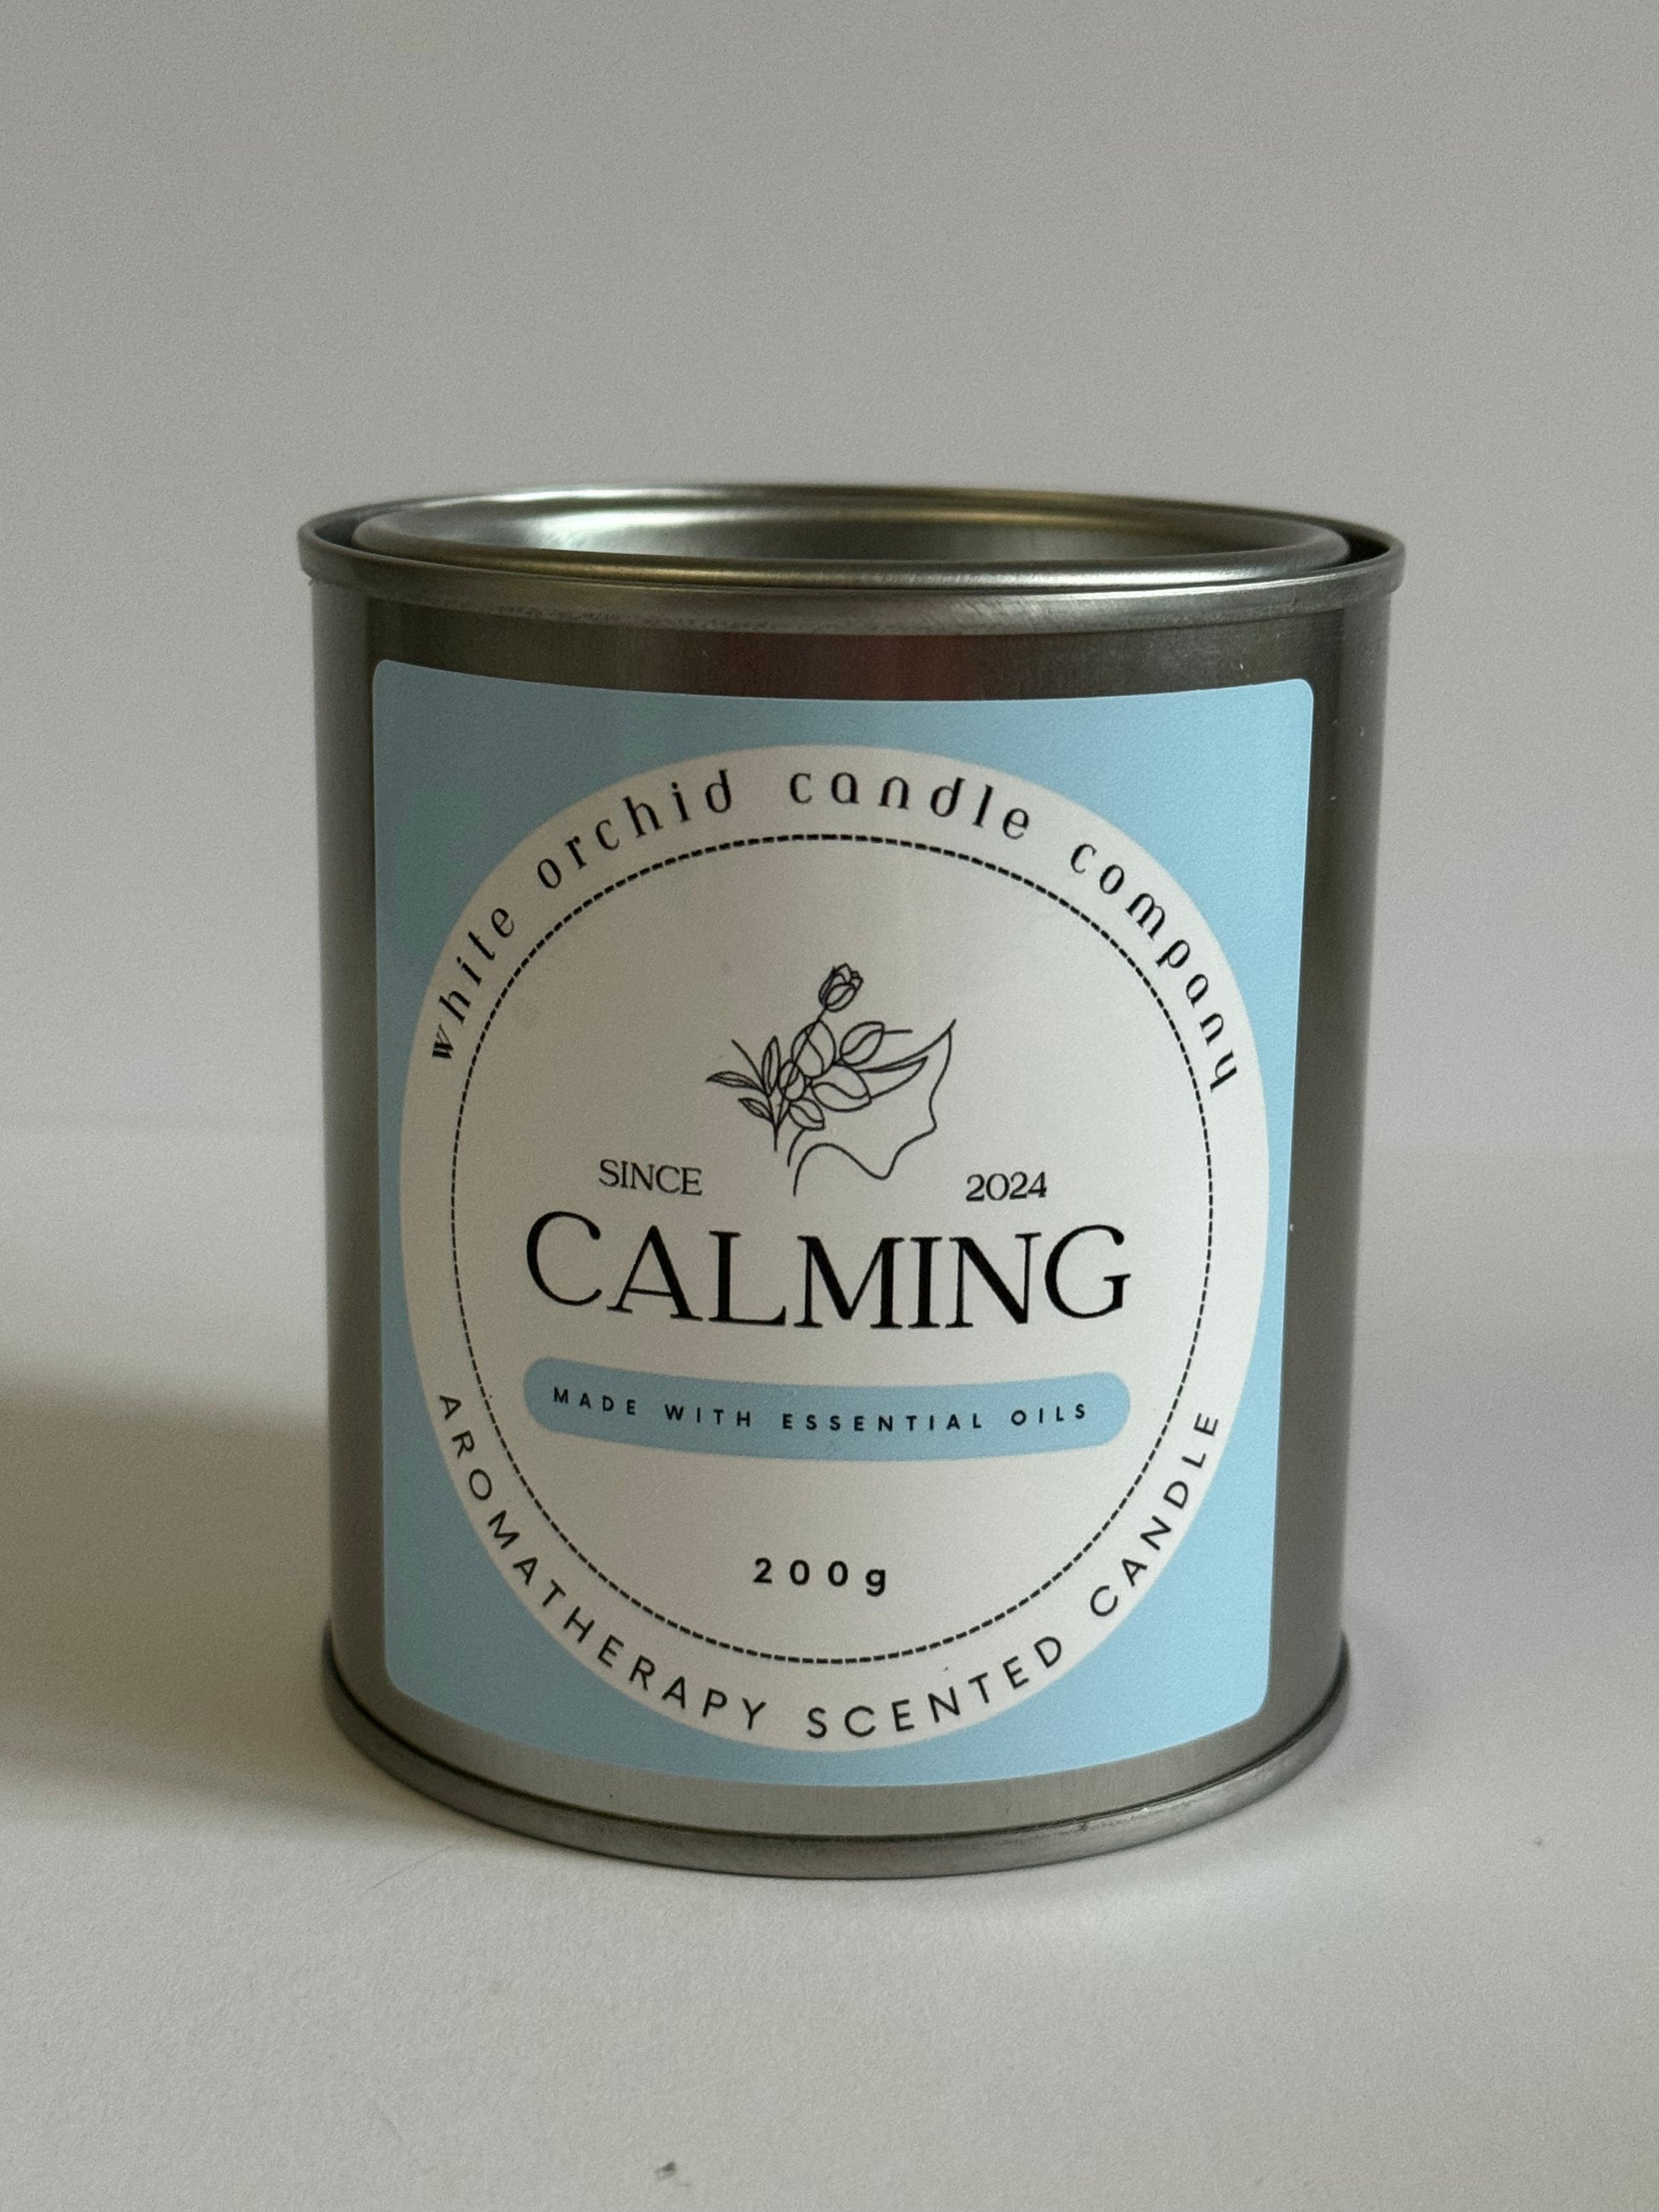 white orchid candle company
SINCE 2024
CALMING
MADE WITH ESSENTIAL OILS
200g
AROMATHERAPY SCENTED CANDLE